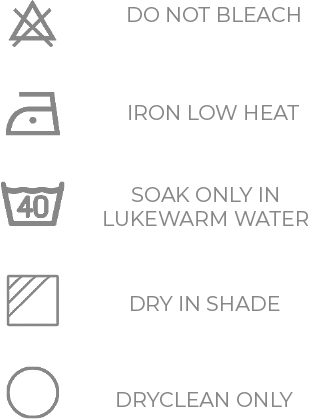 DO NOT BLEACH
IRON LOW HEAT
40
SOAK ONLY IN
LUKEWARM WATER
DRY IN SHADE
DRYCLEAN ONLY